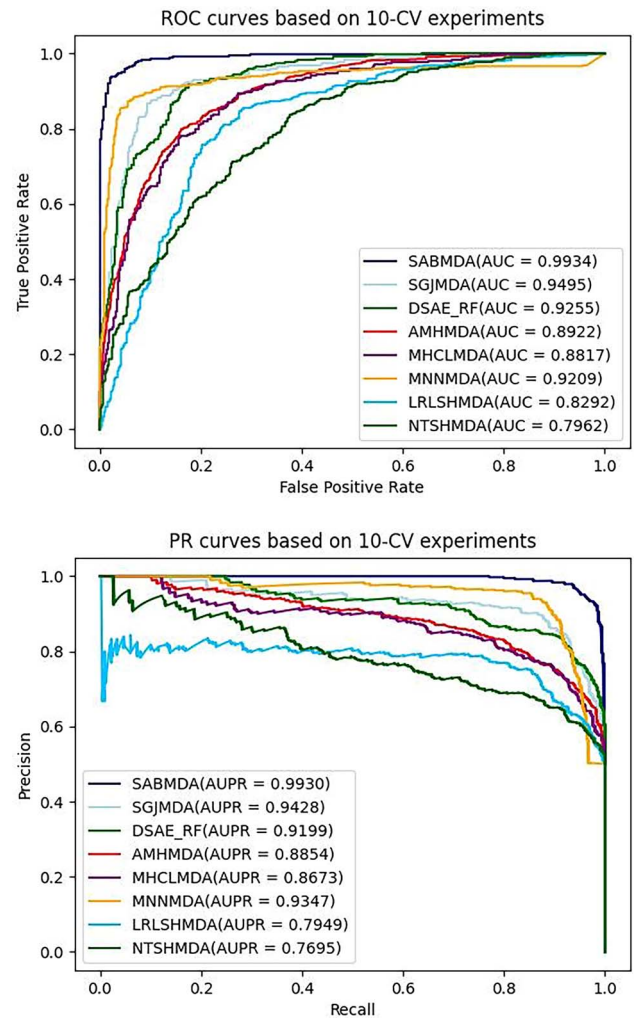 ROC curves based on 10-CV experiments
1.0
0.8
0.6
0.4
0.2
0.0
True Positive Rate
SABMDA(AUC = 0.9934)
SGJMDA(AUC = 0.9495)
DSAE_RF(AUC = 0.9255)
AMHMDA(AUC = 0.8922)
MHCLMDA(AUC = 0.8817)
MNNMDA(AUC = 0.9209)
LRLSHMDA(AUC = 0.8292)
NTSHMDA(AUC = 0.7962)
0.0 0.2 0.4 0.6 0.8 1.0
False Positive Rate
PR curves based on 10-CV experiments
1.0
0.8
0.6
0.4
0.2
0.0
Precision
SABMDA(AUPR = 0.9930)
SGJMDA(AUPR = 0.9428)
DSAE_RF(AUPR = 0.9199)
AMHMDA(AUPR = 0.8854)
MHCLMDA(AUPR = 0.8673)
MNNMDA(AUPR = 0.9347)
LRLSHMDA(AUPR = 0.7949)
NTSHMDA(AUPR = 0.7695)
0.0 0.2 0.4 0.6 0.8 1.0
Recall